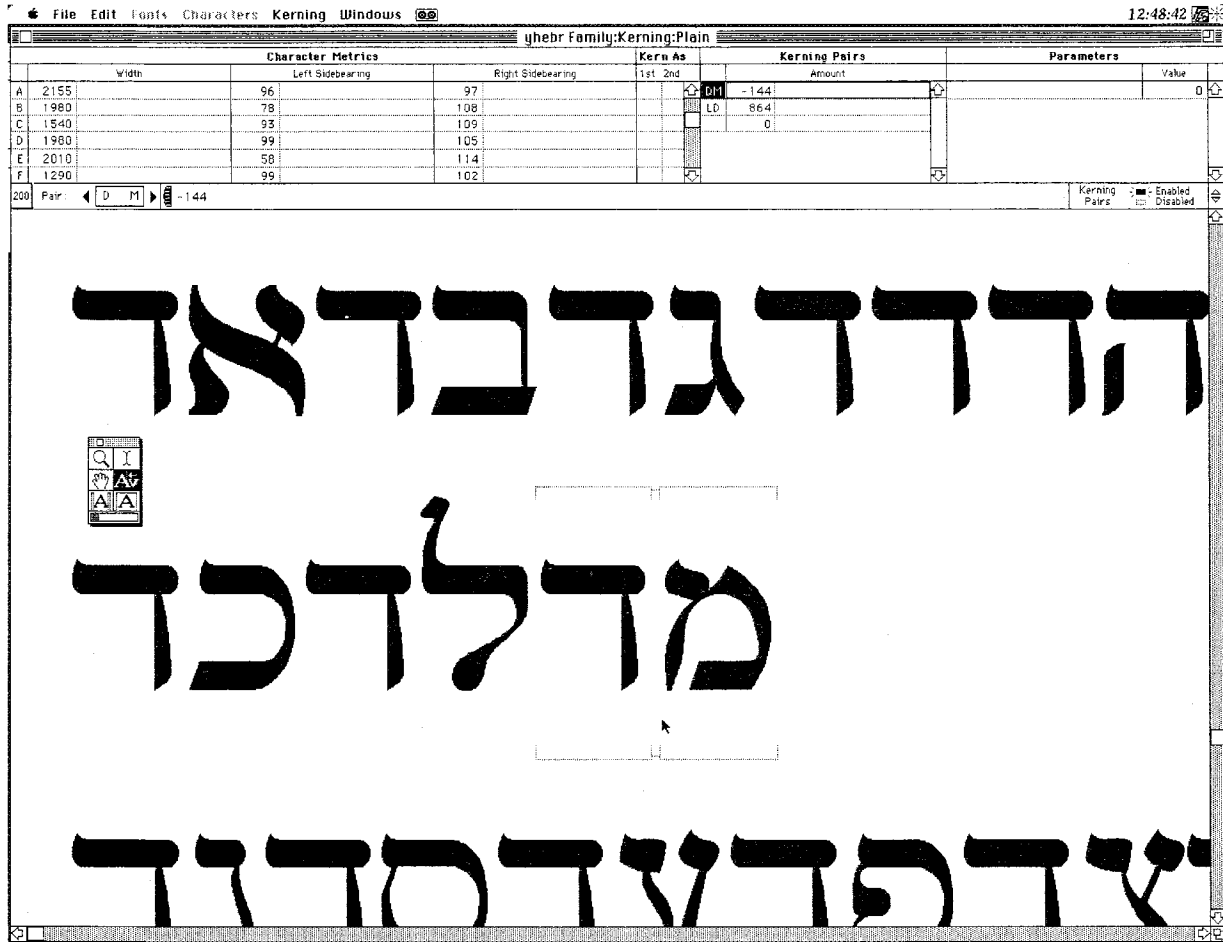 File Edit Fonts Characters Kerning Windows 12:48:42
yhebr Family:Kerning:Plain
Character Metrics Kern As Kerning Pairs Parameters
Width Left Sidebearing Right Sidebearing 1st 2nd Amount Value
A 2155 96 97 DM -144 0
B 1980 78 108 LD 864
C 1540 93 109 0
D 1980 99 105
E 2010 58 114
F 1290 99 102
200 Pair: D M -144 Kerning Pairs Enabled Disabled
הדדדגדבדאד
A
A A
מדלדכד
צדפדעדסדנד